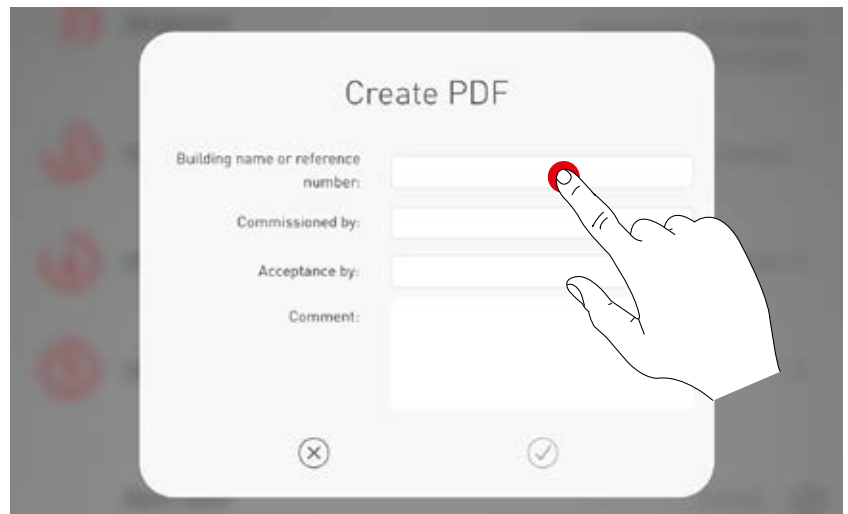 Create PDF
Building name or reference
number:
Commissioned by:
Acceptance by:
Comment: